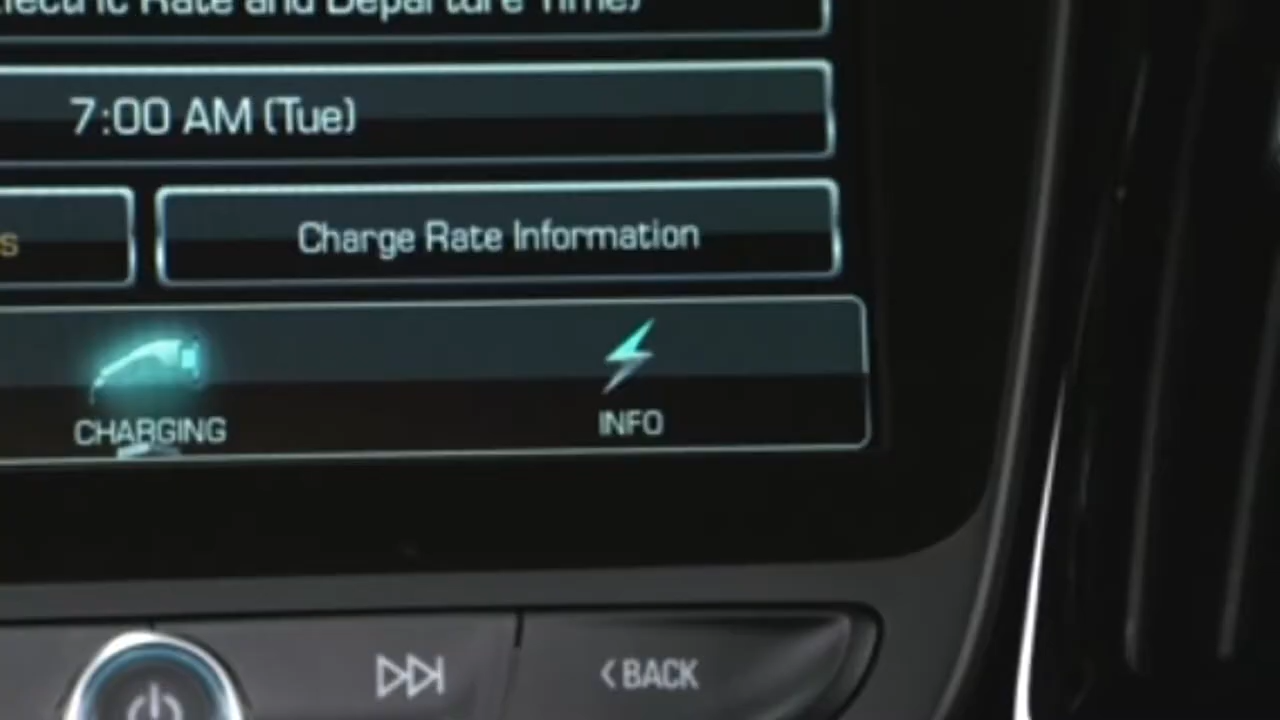 Electric Rate and Departure Time)
7:00 AM (Tue)
s
Charge Rate Information
CHARGING
INFO
BACK